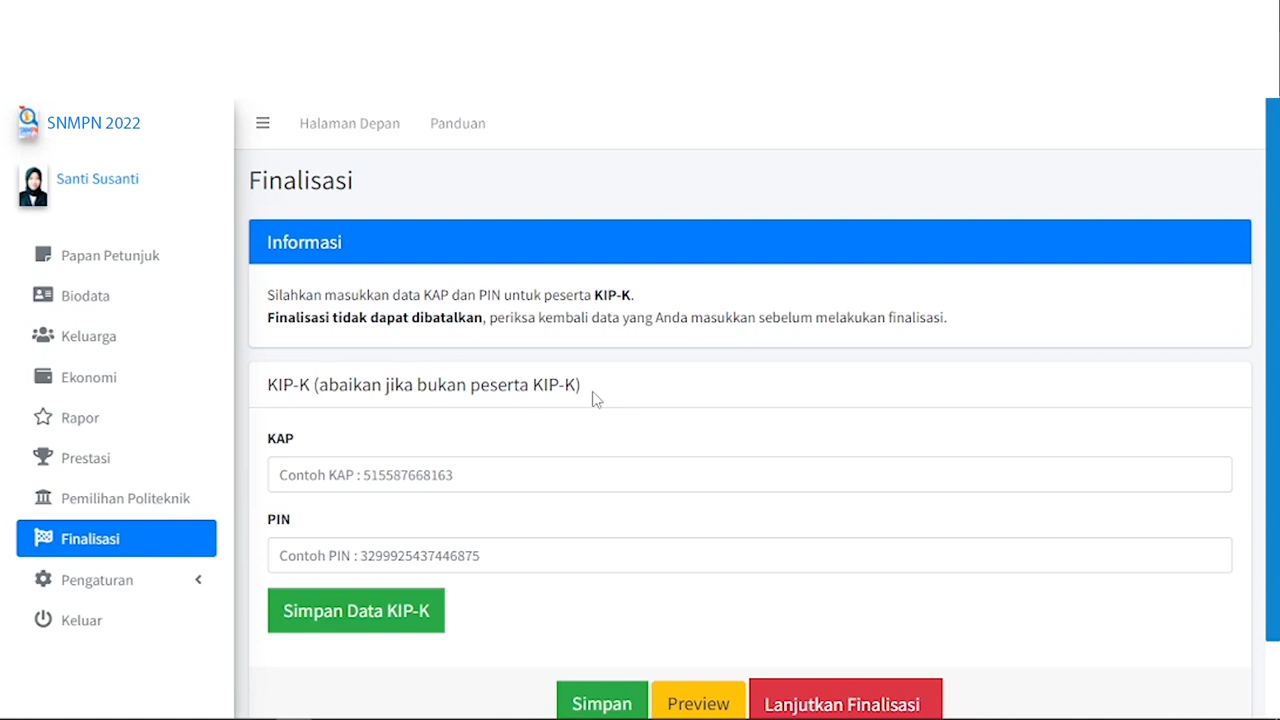 SNMPN 2022
Halaman Depan Panduan
Santi Susanti
Finalisasi
Informasi
Papan Petunjuk
Biodata
Keluarga
Ekonomi
Rapor
Prestasi
Pemilihan Politeknik
Finalisasi
Pengaturan
Keluar
Silahkan masukkan data KAP dan PIN untuk peserta KIP-K.
Finalisasi tidak dapat dibatalkan, periksa kembali data yang Anda masukkan sebelum melakukan finalisasi.
KIP-K (abaikan jika bukan peserta KIP-K)
KAP
Contoh KAP : 515587668163
PIN
Contoh PIN : 3299925437446875
Simpan Data KIP-K
Simpan Preview Lanjutkan Finalisasi